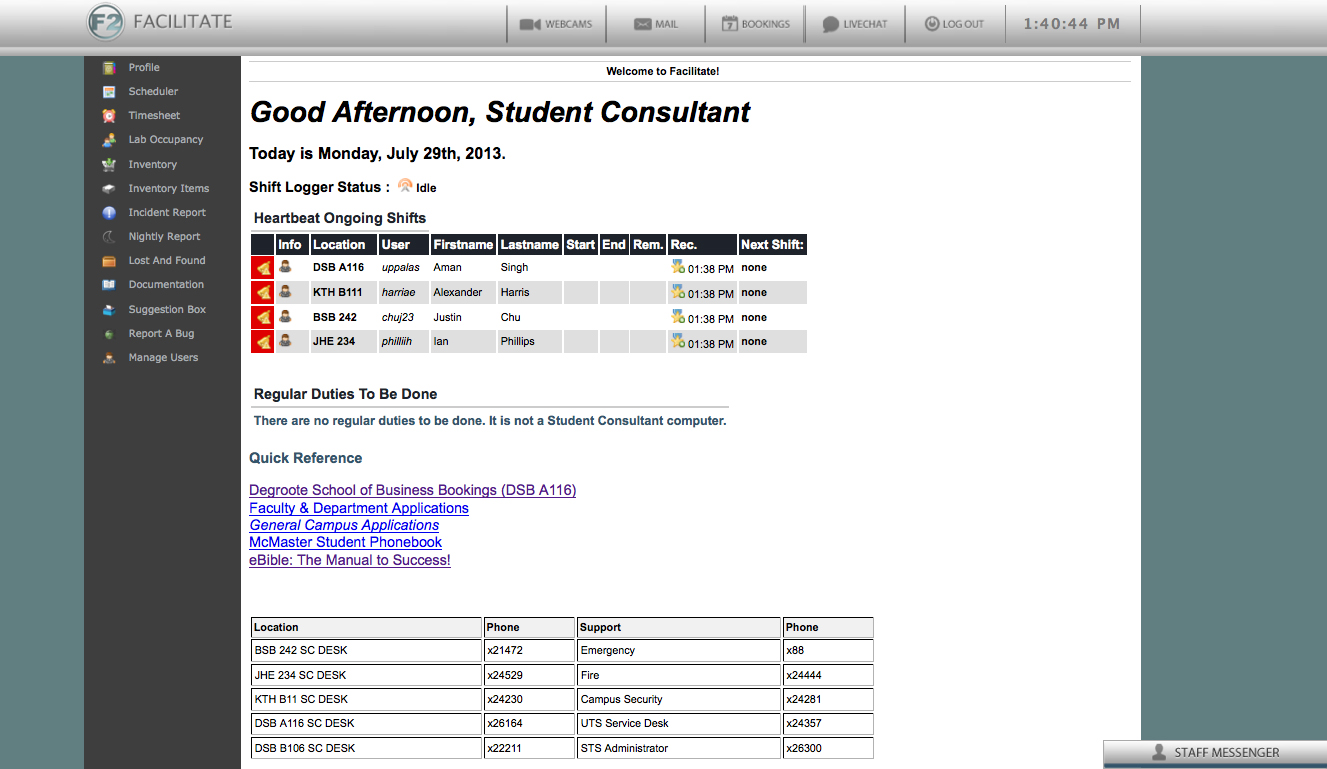 F2 FACILITATE WEBCAMS MAIL 7 BOOKINGS LIVECHAT LOG OUT 1:40:44 PM
Profile
Scheduler
Timesheet
Lab Occupancy
Inventory
Inventory Items
Incident Report
Nightly Report
Lost And Found
Documentation
Suggestion Box
Report A Bug
Manage Users
Welcome to Facilitate!
Good Afternoon, Student Consultant
Today is Monday, July 29th, 2013.
Shift Logger Status : Idle
Heartbeat Ongoing Shifts
Info Location User Firstname Lastname Start End Rem. Rec. Next Shift:
DSB A116 uppalas Aman Singh 01:38 PM none
KTH B111 harriae Alexander Harris 01:38 PM none
BSB 242 chuj23 Justin Chu 01:38 PM none
JHE 234 philliih Ian Phillips 01:38 PM none
Regular Duties To Be Done
There are no regular duties to be done. It is not a Student Consultant computer.
Quick Reference
Degroote School of Business Bookings (DSB A116)
Faculty & Department Applications
General Campus Applications
McMaster Student Phonebook
eBible: The Manual to Success!
Location Phone Support Phone
BSB 242 SC DESK x21472 Emergency x88
JHE 234 SC DESK x24529 Fire x24444
KTH B11 SC DESK x24230 Campus Security x24281
DSB A116 SC DESK x26164 UTS Service Desk x24357
DSB B106 SC DESK x22211 STS Administrator x26300
STAFF MESSENGER